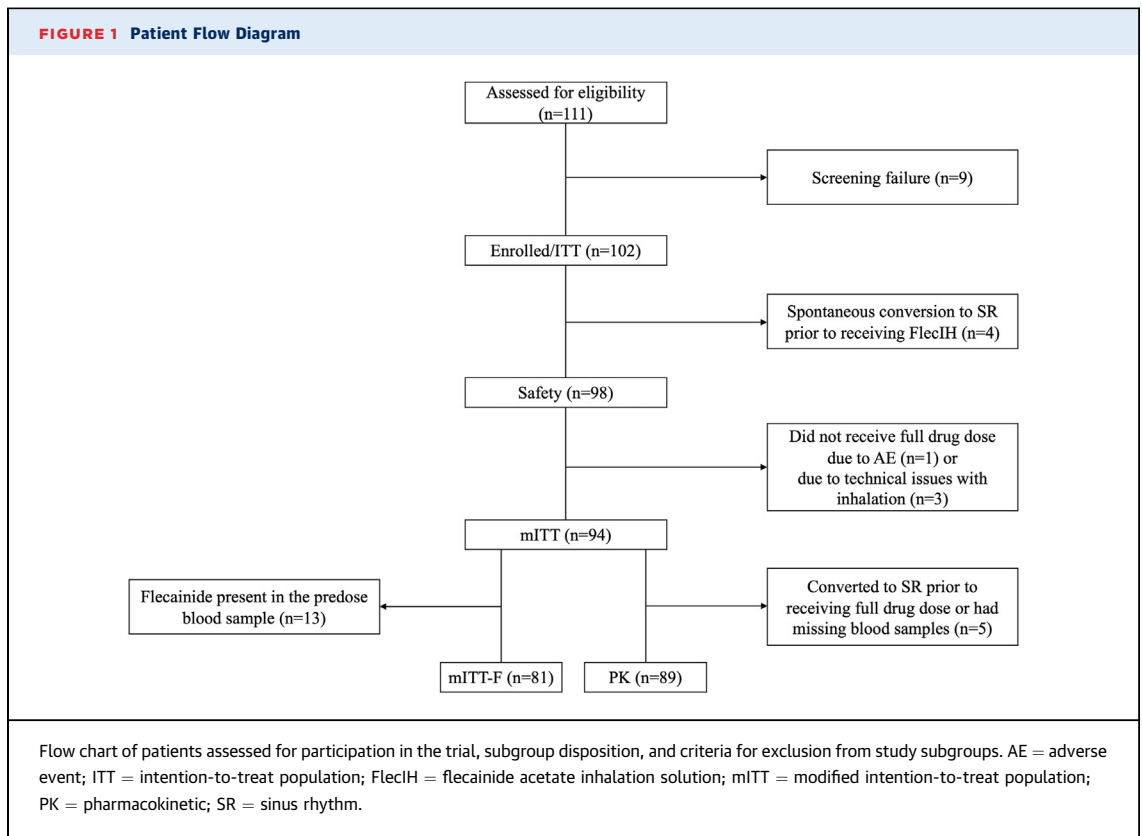 FIGURE 1 Patient Flow Diagram
Assessed for eligibility
(n=111)
Screening failure (n=9)
Enrolled/ITT (n=102)
Spontaneous conversion to SR
prior to receiving FlecIH (n=4)
Safety (n=98)
Did not receive full drug dose
due to AE (n=1) or
due to technical issues with
inhalation (n=3)
mITT (n=94)
Flecainide present in the predose
blood sample (n=13)
Converted to SR prior to
receiving full drug dose or had
missing blood samples (n=5)
mITT-F (n=81)
PK (n=89)
Flow chart of patients assessed for participation in the trial, subgroup disposition, and criteria for exclusion from study subgroups. AE = adverse
event; ITT = intention-to-treat population; FlecIH = flecainide acetate inhalation solution; mITT = modified intention-to-treat population;
PK = pharmacokinetic; SR = sinus rhythm.